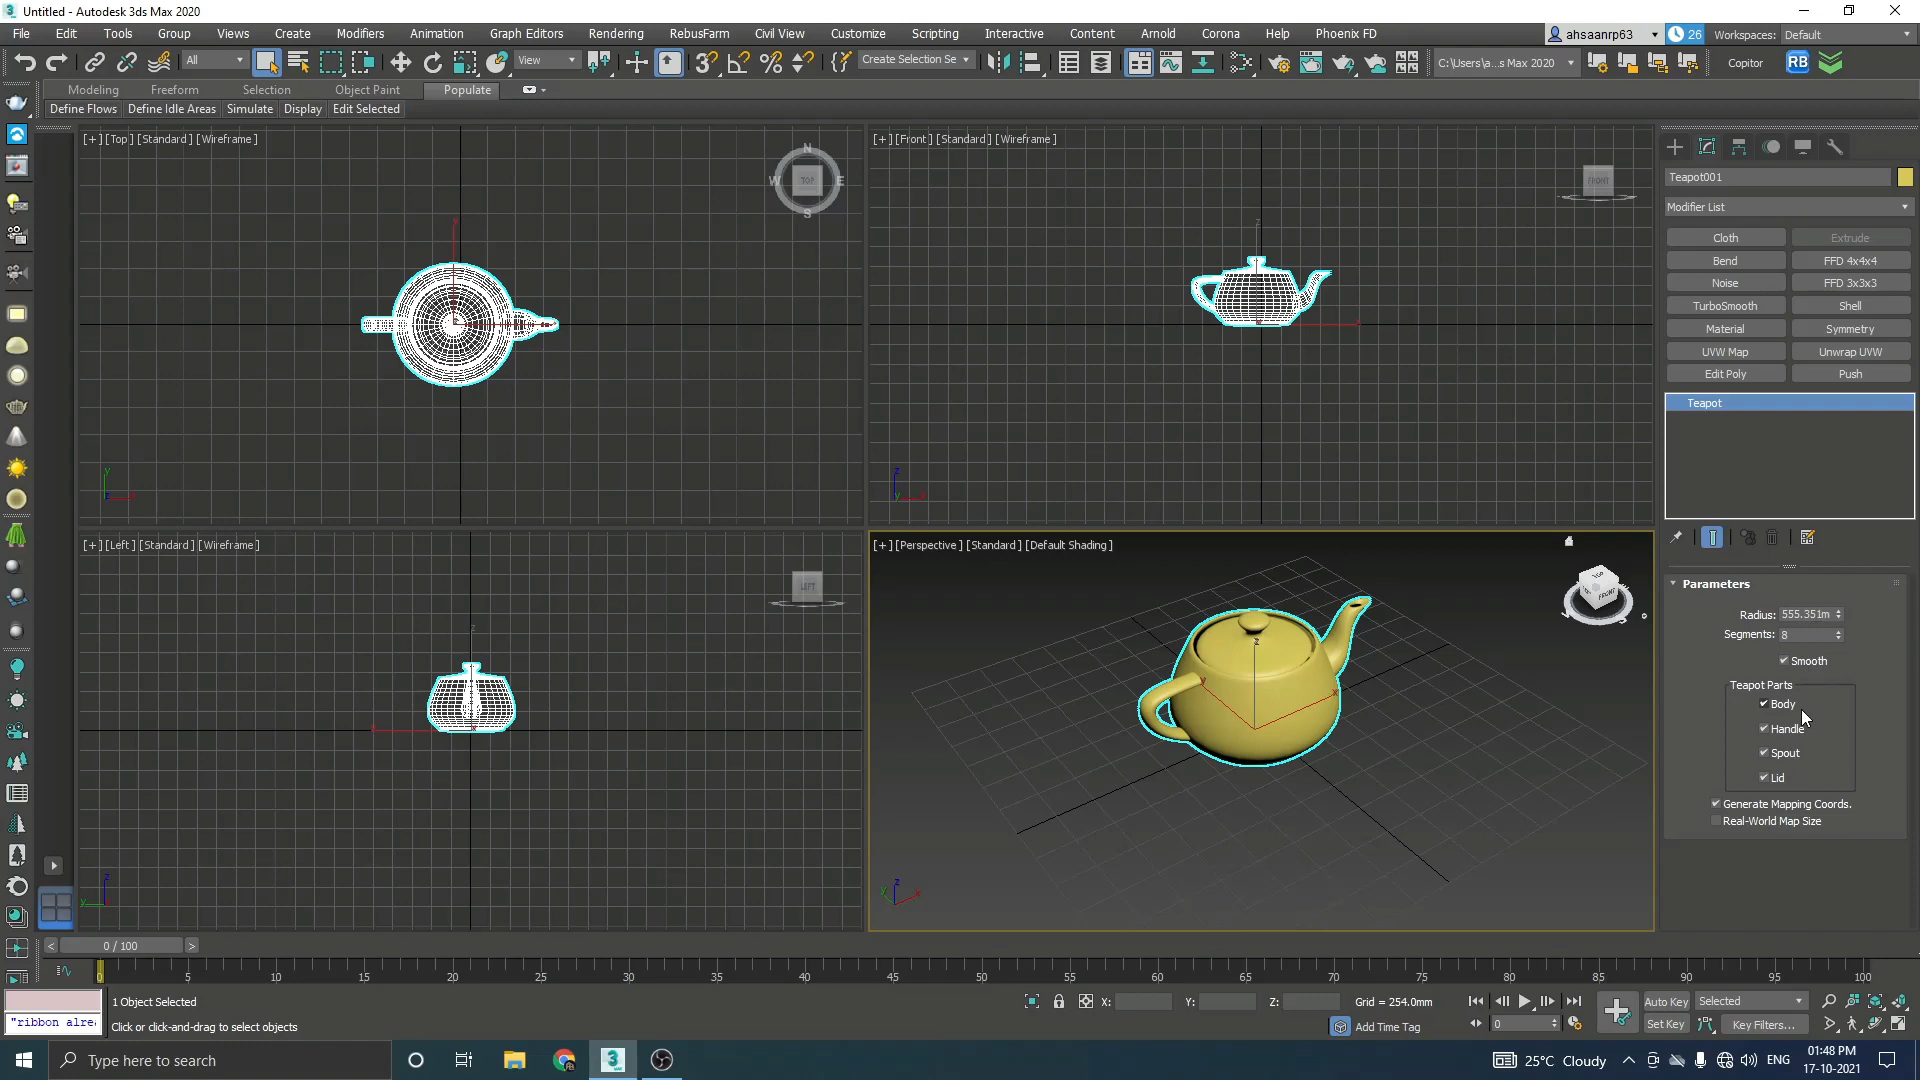 Untitled - Autodesk 3ds Max 2020
File Edit Tools Group Views Create Modifiers Animation Graph Editors Rendering RebusFarm Civil View Customize Scripting Interactive Content Arnold Corona Help Phoenix FD ahsaanrp63 26 Workspaces: Default
All View Create Selection Se C:\Users\a...s Max 2020 Copitor RB
Modeling Freeform Selection Object Paint Populate
Define Flows Define Idle Areas Simulate Display Edit Selected
[+] [Top] [Standard] [Wireframe]
N
W TOP E
S
y
[+] [Front] [Standard] [Wireframe]
FRONT
z
[+] [Left] [Standard] [Wireframe]
LEFT
z
[+] [Perspective] [Standard] [Default Shading]
TOP
FRONT
z
y
x
Teapot001
Modifier List
Cloth Extrude
Bend FFD 4x4x4
Noise FFD 3x3x3
TurboSmooth Shell
Material Symmetry
UVW Map Unwrap UVW
Edit Poly Push
Teapot
Parameters
Radius: 555.351m
Segments: 8
Smooth
Teapot Parts
Body
Handle
Spout
Lid
Generate Mapping Coords.
Real-World Map Size
< 0 / 100 >
0 5 10 15 20 25 30 35 40 45 50 55 60 65 70 75 80 85 90 95 100
1 Object Selected X: Y: Z: Grid = 254.0mm Auto Key Selected
"ribbon alrea Click or click-and-drag to select objects Add Time Tag 0 Set Key Key Filters...
Type here to search 25°C Cloudy ENG 01:48 PM
17-10-2021